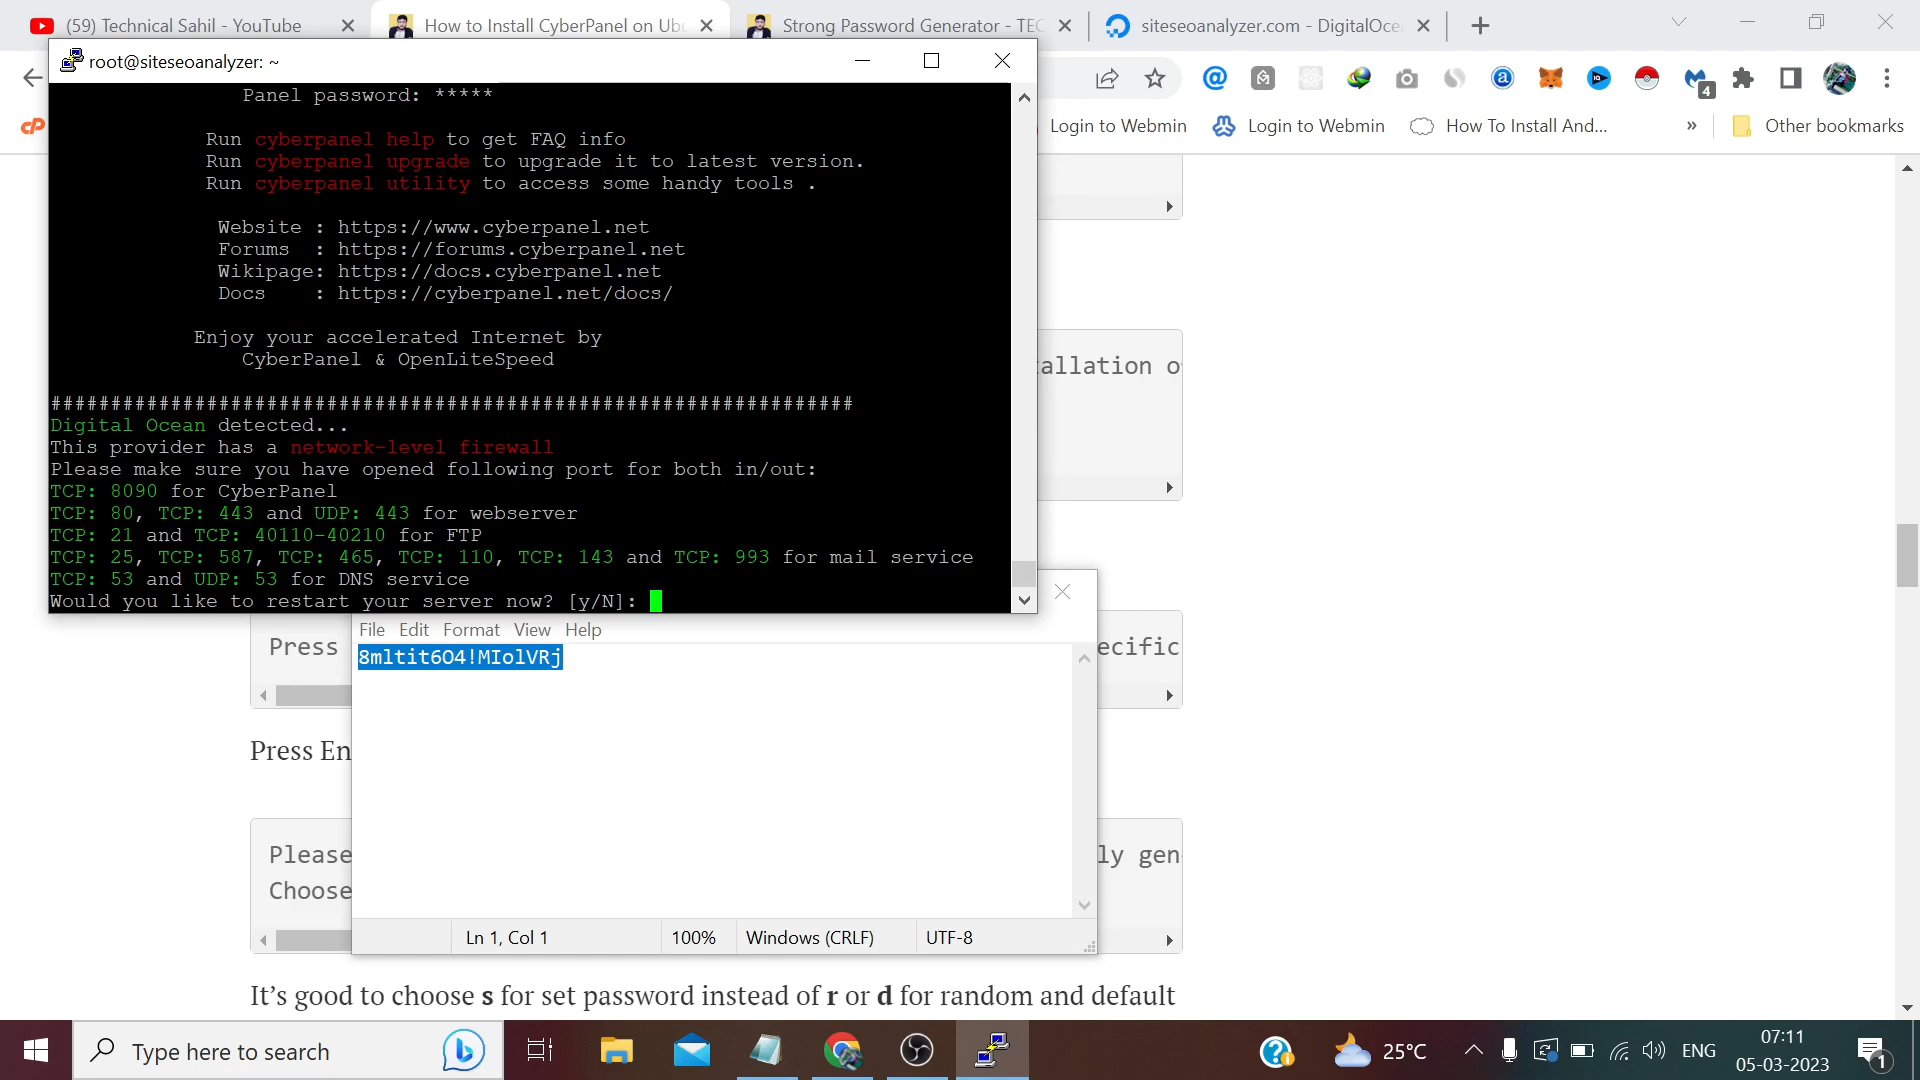 (59) Technical Sahil - YouTube
How to Install CyberPanel on Ubu
Strong Password Generator - TEC
siteseoanalyzer.com - DigitalOce
root@siteseoanalyzer: ~
4
Login to Webmin
Login to Webmin
How To Install And...
»
Other bookmarks
cP
Panel password: *****
Run cyberpanel help to get FAQ info
Run cyberpanel upgrade to upgrade it to latest version.
Run cyberpanel utility to access some handy tools .
Website : https://www.cyberpanel.net
Forums : https://forums.cyberpanel.net
Wikipage: https://docs.cyberpanel.net
Docs : https://cyberpanel.net/docs/
Enjoy your accelerated Internet by
CyberPanel & OpenLiteSpeed
###################################################################
Digital Ocean detected...
This provider has a network-level firewall
Please make sure you have opened following port for both in/out:
TCP: 8090 for CyberPanel
TCP: 80, TCP: 443 and UDP: 443 for webserver
TCP: 21 and TCP: 40110-40210 for FTP
TCP: 25, TCP: 587, TCP: 465, TCP: 110, TCP: 143 and TCP: 993 for mail service
TCP: 53 and UDP: 53 for DNS service
Would you like to restart your server now? [y/N]:
tallation o
File Edit Format View Help
8mltit6O4!MIolVRj
Press
ecific
Press En
Please
ly gen
Choose
Ln 1, Col 1
100%
Windows (CRLF)
UTF-8
It's good to choose s for set password instead of r or d for random and default
Type here to search
25°C
ENG
07:11
05-03-2023
1